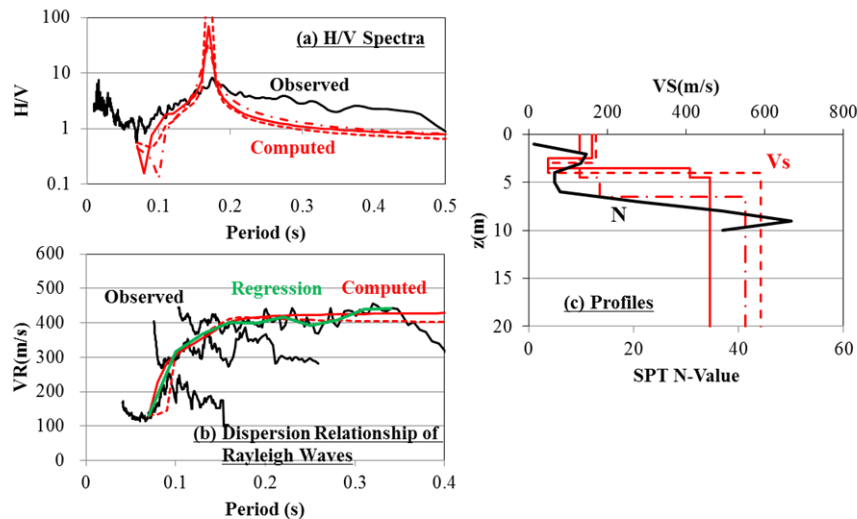 (a) H/V Spectra
100
10
1
0.1
H/V
Observed
Computed
0
0.1
0.2
0.3
0.4
0.5
Period (s)
600
500
400
300
200
100
0
VR(m/s)
Observed
Regression
Computed
(b) Dispersion Relationship of
Rayleigh Waves
0
0.1
0.2
0.3
0.4
Period (s)
VS(m/s)
0
200
400
600
800
0
5
10
15
20
z(m)
Vs
N
(c) Profiles
0
20
40
60
SPT N-Value